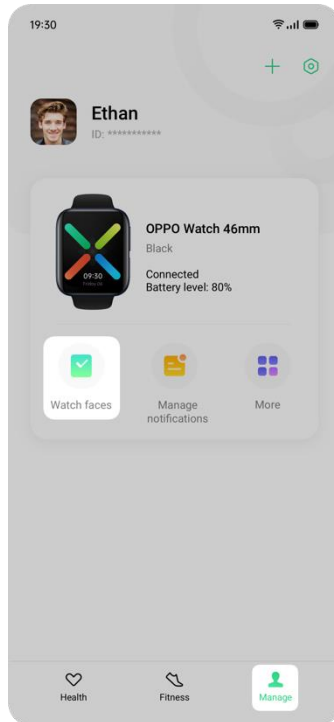 19:30
Ethan
ID: ***********
OPPO Watch 46mm
Black
Connected
Battery level: 80%
09:30
Watch faces
Manage
notifications
More
Health
Fitness
Manage